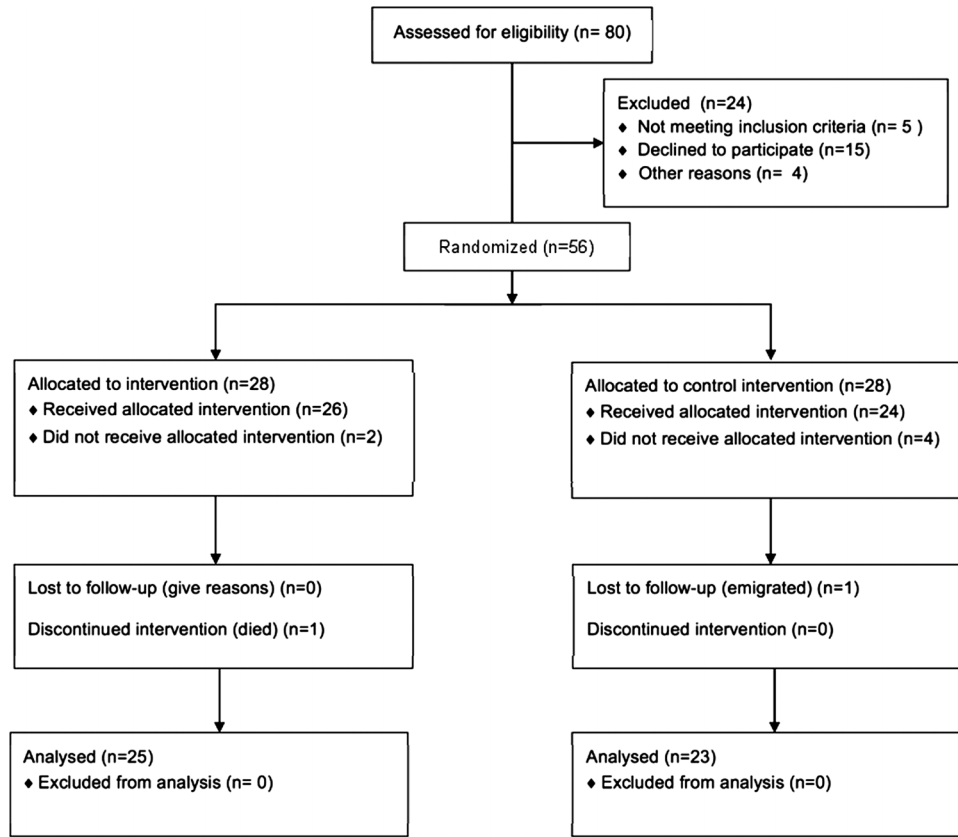 Assessed for eligibility (n= 80)
Excluded (n=24)
♦ Not meeting inclusion criteria (n= 5 )
♦ Declined to participate (n=15)
♦ Other reasons (n= 4)
Randomized (n=56)
Allocated to intervention (n=28)
♦ Received allocated intervention (n=26)
♦ Did not receive allocated intervention (n=2)
Allocated to control intervention (n=28)
♦ Received allocated intervention (n=24)
♦ Did not receive allocated intervention (n=4)
Lost to follow-up (give reasons) (n=0)
Discontinued intervention (died) (n=1)
Lost to follow-up (emigrated) (n=1)
Discontinued intervention (n=0)
Analysed (n=25)
♦ Excluded from analysis (n= 0)
Analysed (n=23)
♦ Excluded from analysis (n=0)